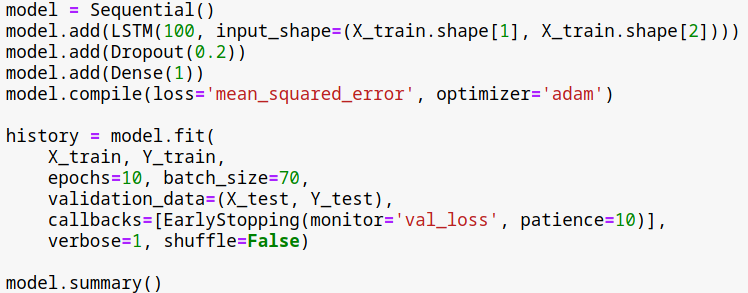 model = Sequential()
model.add(LSTM(100, input_shape=(X_train.shape[1], X_train.shape[2])))
model.add(Dropout(0.2))
model.add(Dense(1))
model.compile(loss='mean_squared_error', optimizer='adam')

history = model.fit(
    X_train, Y_train,
    epochs=10, batch_size=70,
    validation_data=(X_test, Y_test),
    callbacks=[EarlyStopping(monitor='val_loss', patience=10)],
    verbose=1, shuffle=False)

model.summary()